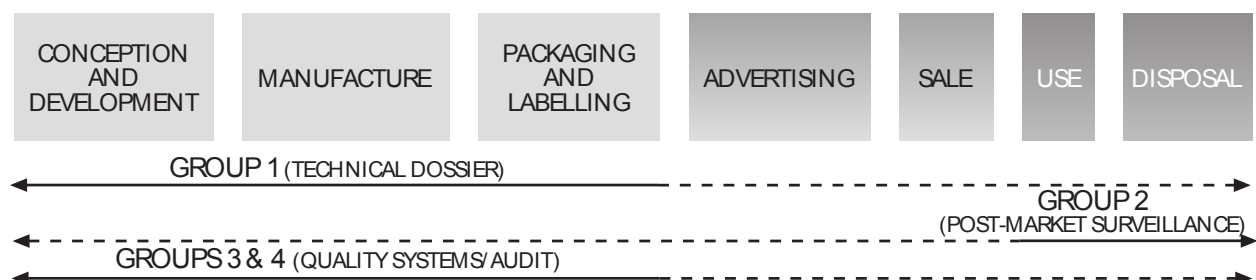 CONCEPTION
AND
DEVELOPMENT
MANUFACTURE
PACKAGING
AND
LABELLING
ADVERTISING
SALE
USE
DISPOSAL
GROUP 1 (TECHNICAL DOSSIER)
GROUP 2
(POST-MARKET SURVEILLANCE)
GROUPS 3 & 4 (QUALITY SYSTEMS/AUDIT)